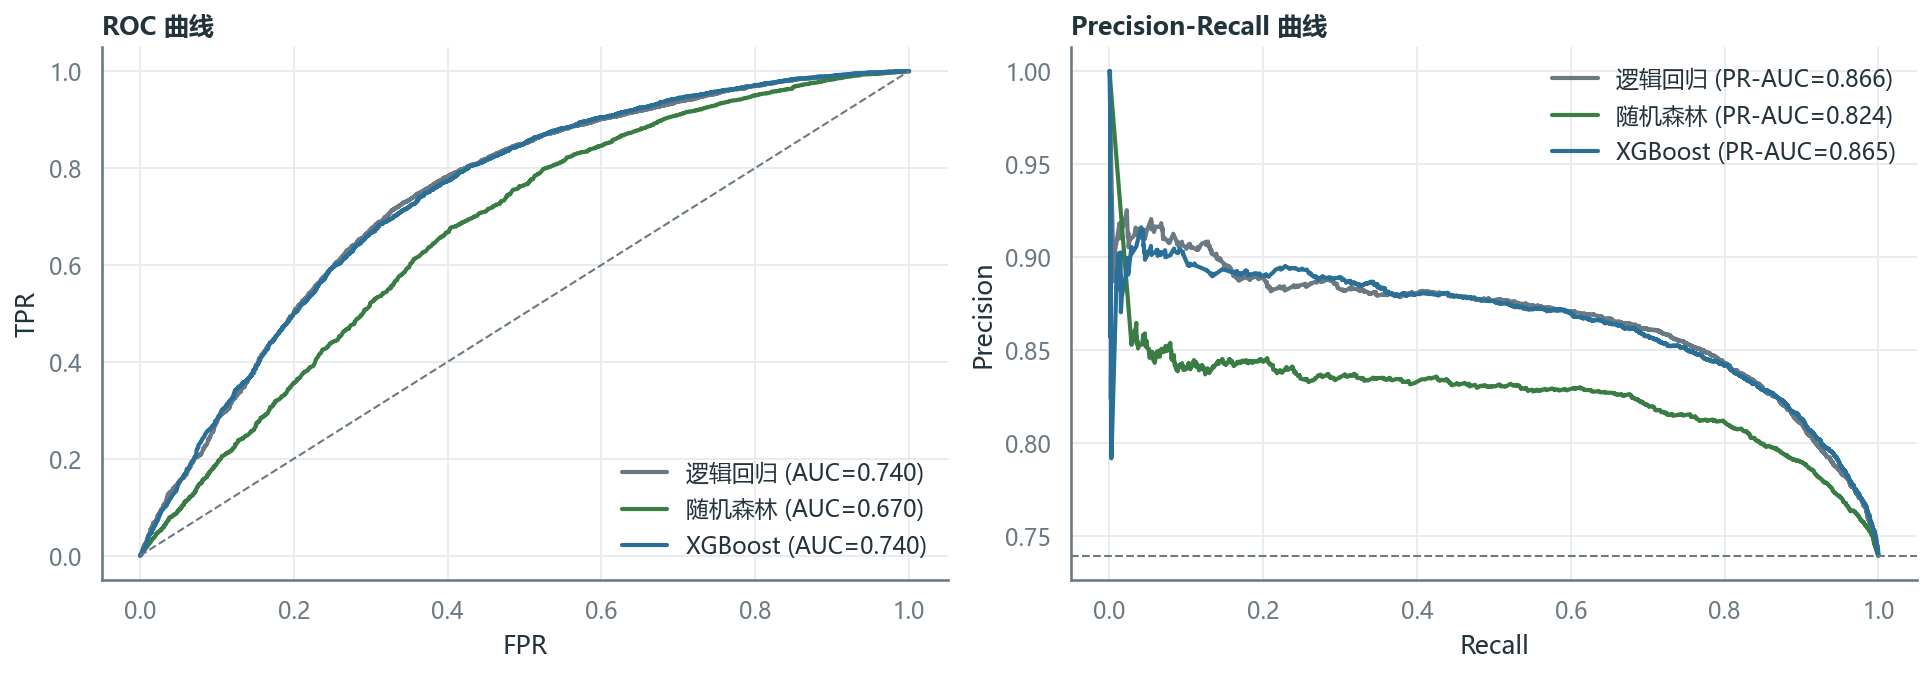 ROC 曲线
1.0
0.8
0.6
0.4
0.2
0.0
TPR
0.0 0.2 0.4 0.6 0.8 1.0
FPR
逻辑回归 (AUC=0.740)
随机森林 (AUC=0.670)
XGBoost (AUC=0.740)
Precision-Recall 曲线
1.00
0.95
0.90
0.85
0.80
0.75
Precision
0.0 0.2 0.4 0.6 0.8 1.0
Recall
逻辑回归 (PR-AUC=0.866)
随机森林 (PR-AUC=0.824)
XGBoost (PR-AUC=0.865)